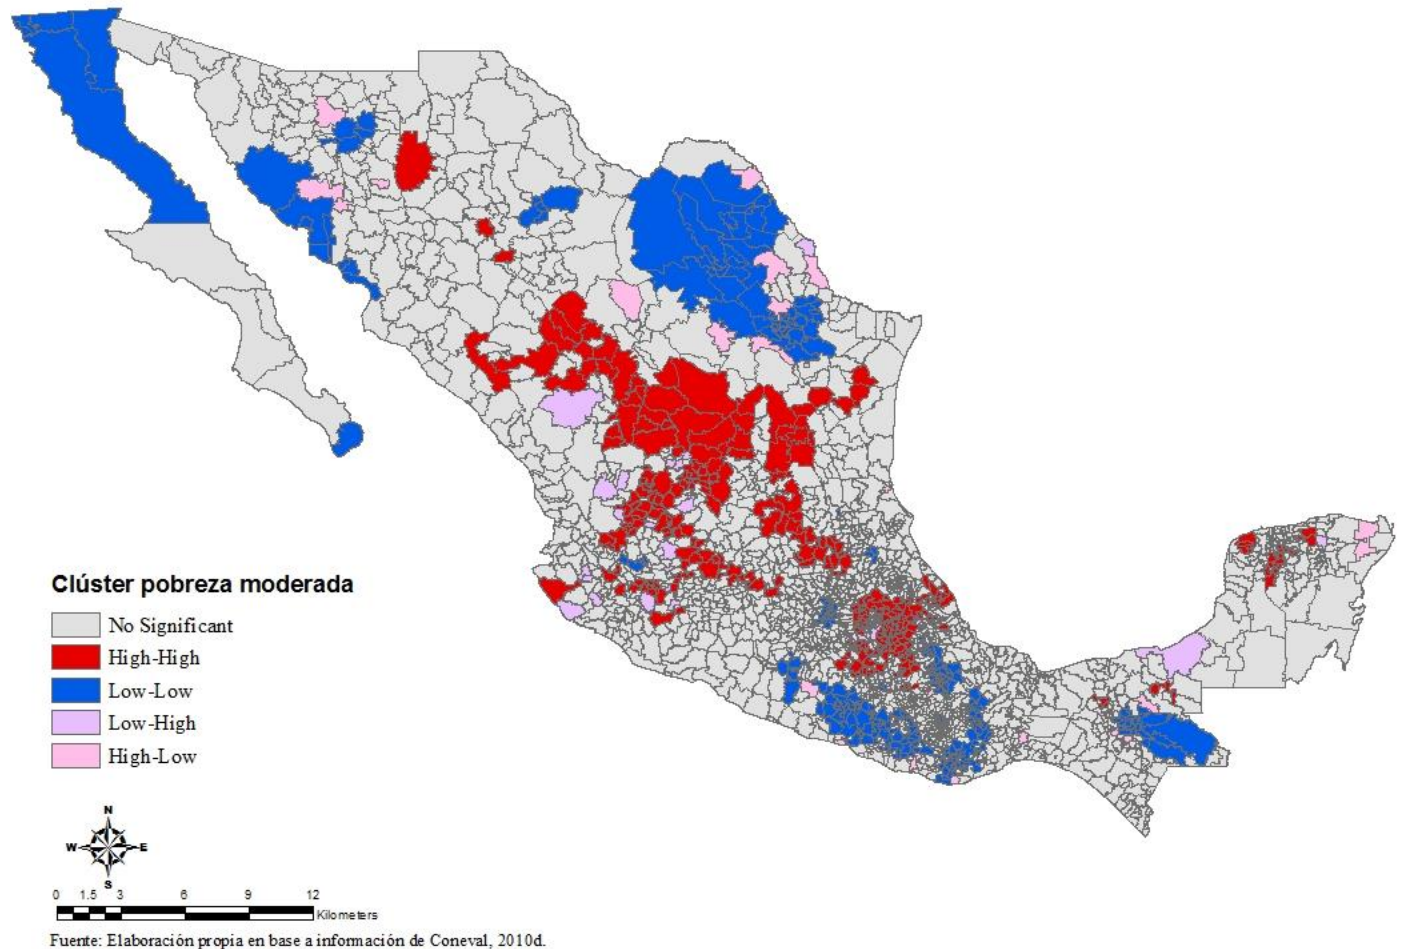 Clúster pobreza moderada
No Significant
High-High
Low-Low
Low-High
High-Low
N
W E
S
0 1.5 3 6 9 12
Kilometers
Fuente: Elaboración propia en base a información de Coneval, 2010d.